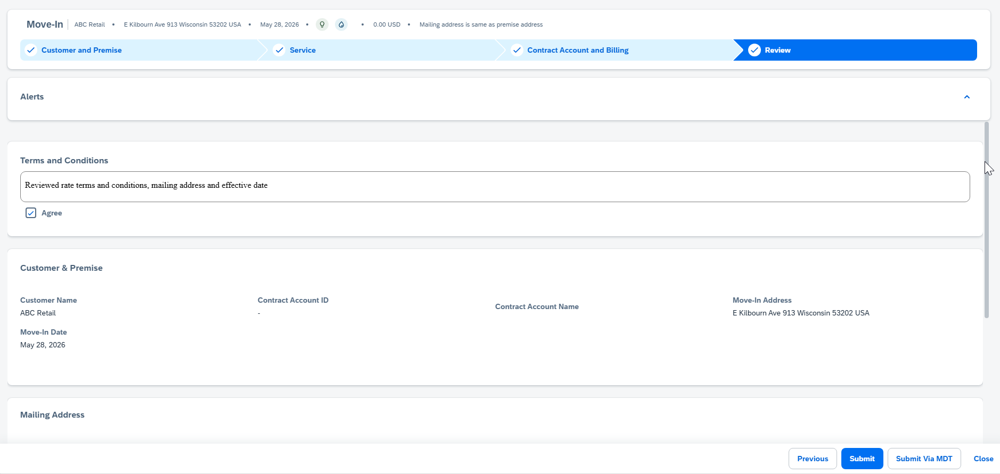 Move-In ABC Retail • E Kilbourn Ave 913 Wisconsin 53202 USA • May 28, 2026 • • 0.00 USD • Mailing address is same as premise address
Customer and Premise Service Contract Account and Billing Review
Alerts
Terms and Conditions
Reviewed rate terms and conditions, mailing address and effective date
Agree
Customer & Premise
Customer Name Contract Account ID Contract Account Name Move-In Address
ABC Retail - E Kilbourn Ave 913 Wisconsin 53202 USA
Move-In Date
May 28, 2026
Mailing Address
Previous Submit Submit Via MDT Close